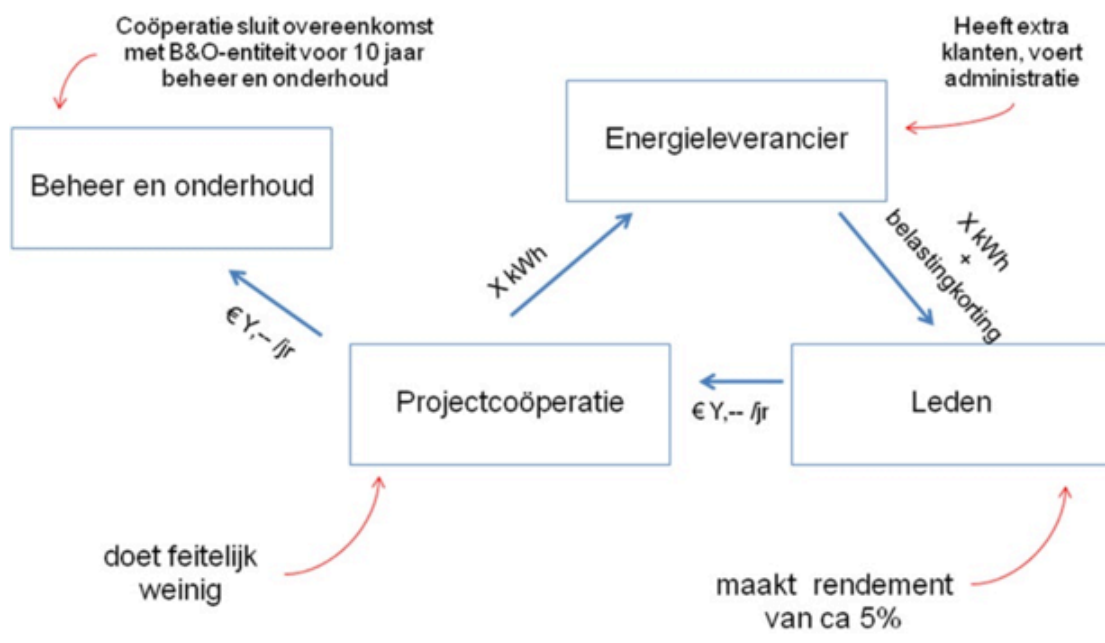 Coöperatie sluit overeenkomst
met B&O-entiteit voor 10 jaar
beheer en onderhoud
Heeft extra
klanten, voert
administratie
Energieleverancier
Beheer en onderhoud
X kWh
X kWh
+
belastingkorting
€ Y,-- /jr
Projectcoöperatie
€ Y,-- /jr
Leden
doet feitelijk
weinig
maakt rendement
van ca 5%